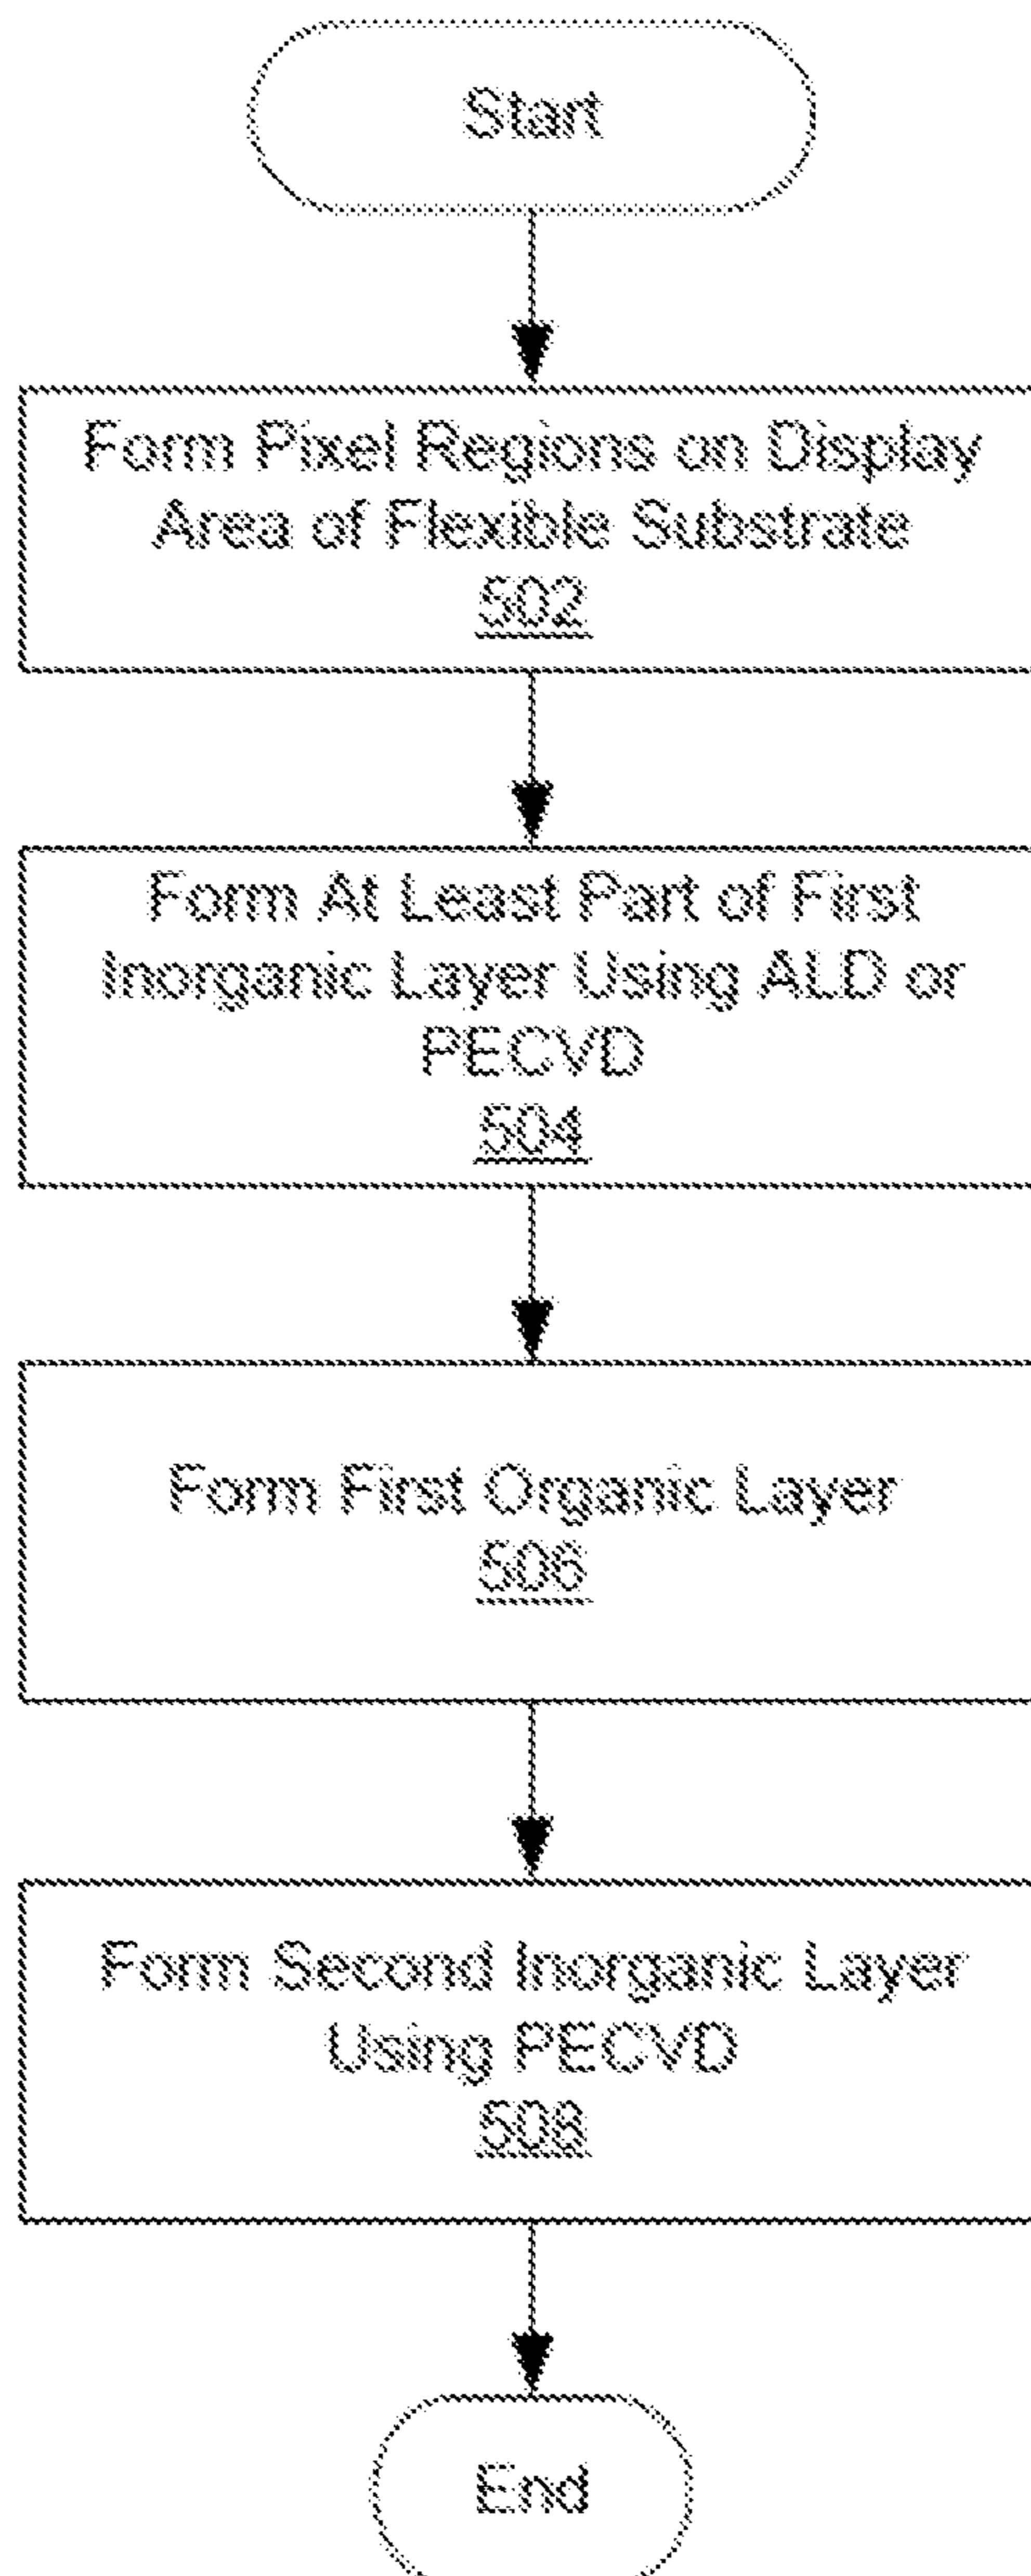 Start
Form Pixel Regions on Display
Area of Flexible Substrate
502
Form At Least Part of First
Inorganic Layer Using ALD or
PECVD
504
Form First Organic Layer
506
Form Second Inorganic Layer
Using PECVD
508
End